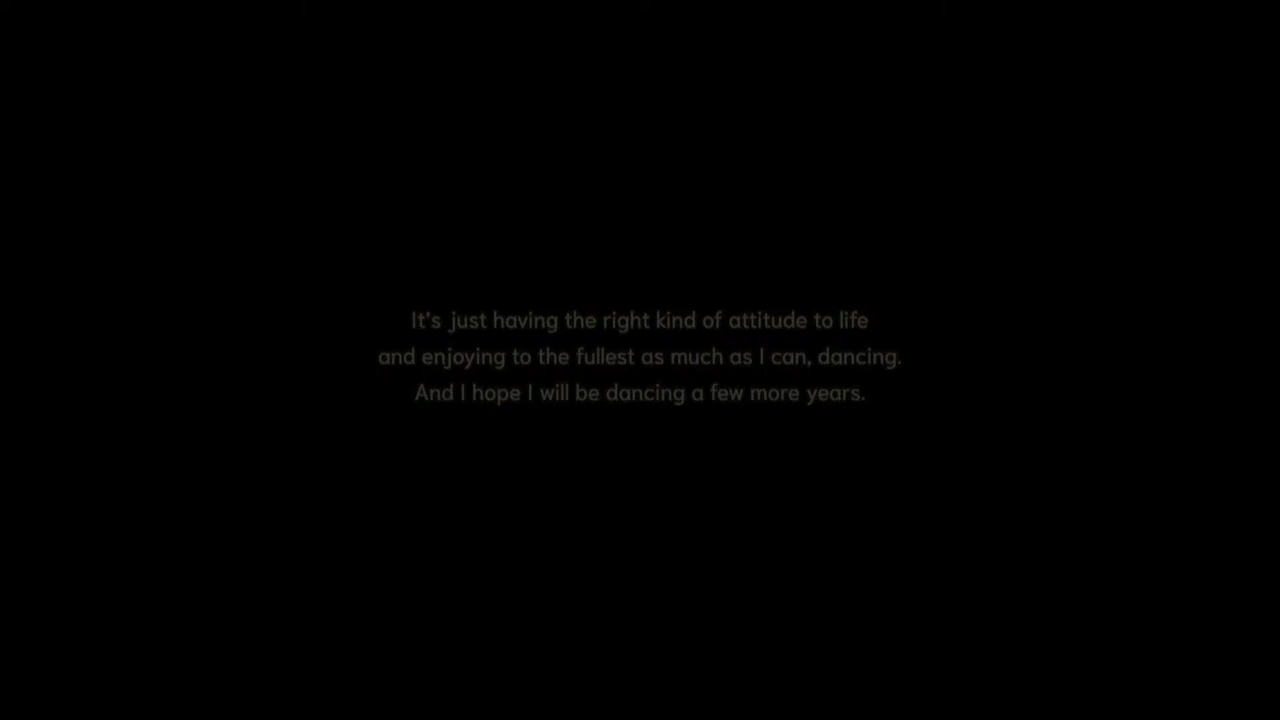 It's just having the right kind of attitude to life
and enjoying to the fullest as much as I can, dancing.
And I hope I will be dancing a few more years.